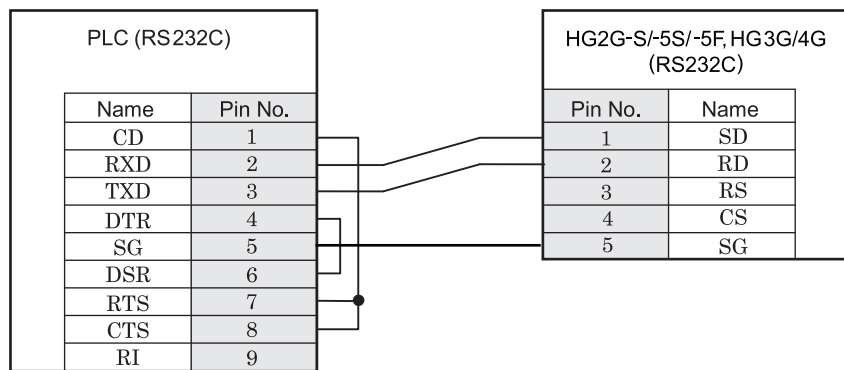 PLC (RS232C)
Name Pin No.
CD 1
RXD 2
TXD 3
DTR 4
SG 5
DSR 6
RTS 7
CTS 8
RI 9
HG2G-S/-5S/-5F, HG3G/4G
(RS232C)
Pin No. Name
1 SD
2 RD
3 RS
4 CS
5 SG